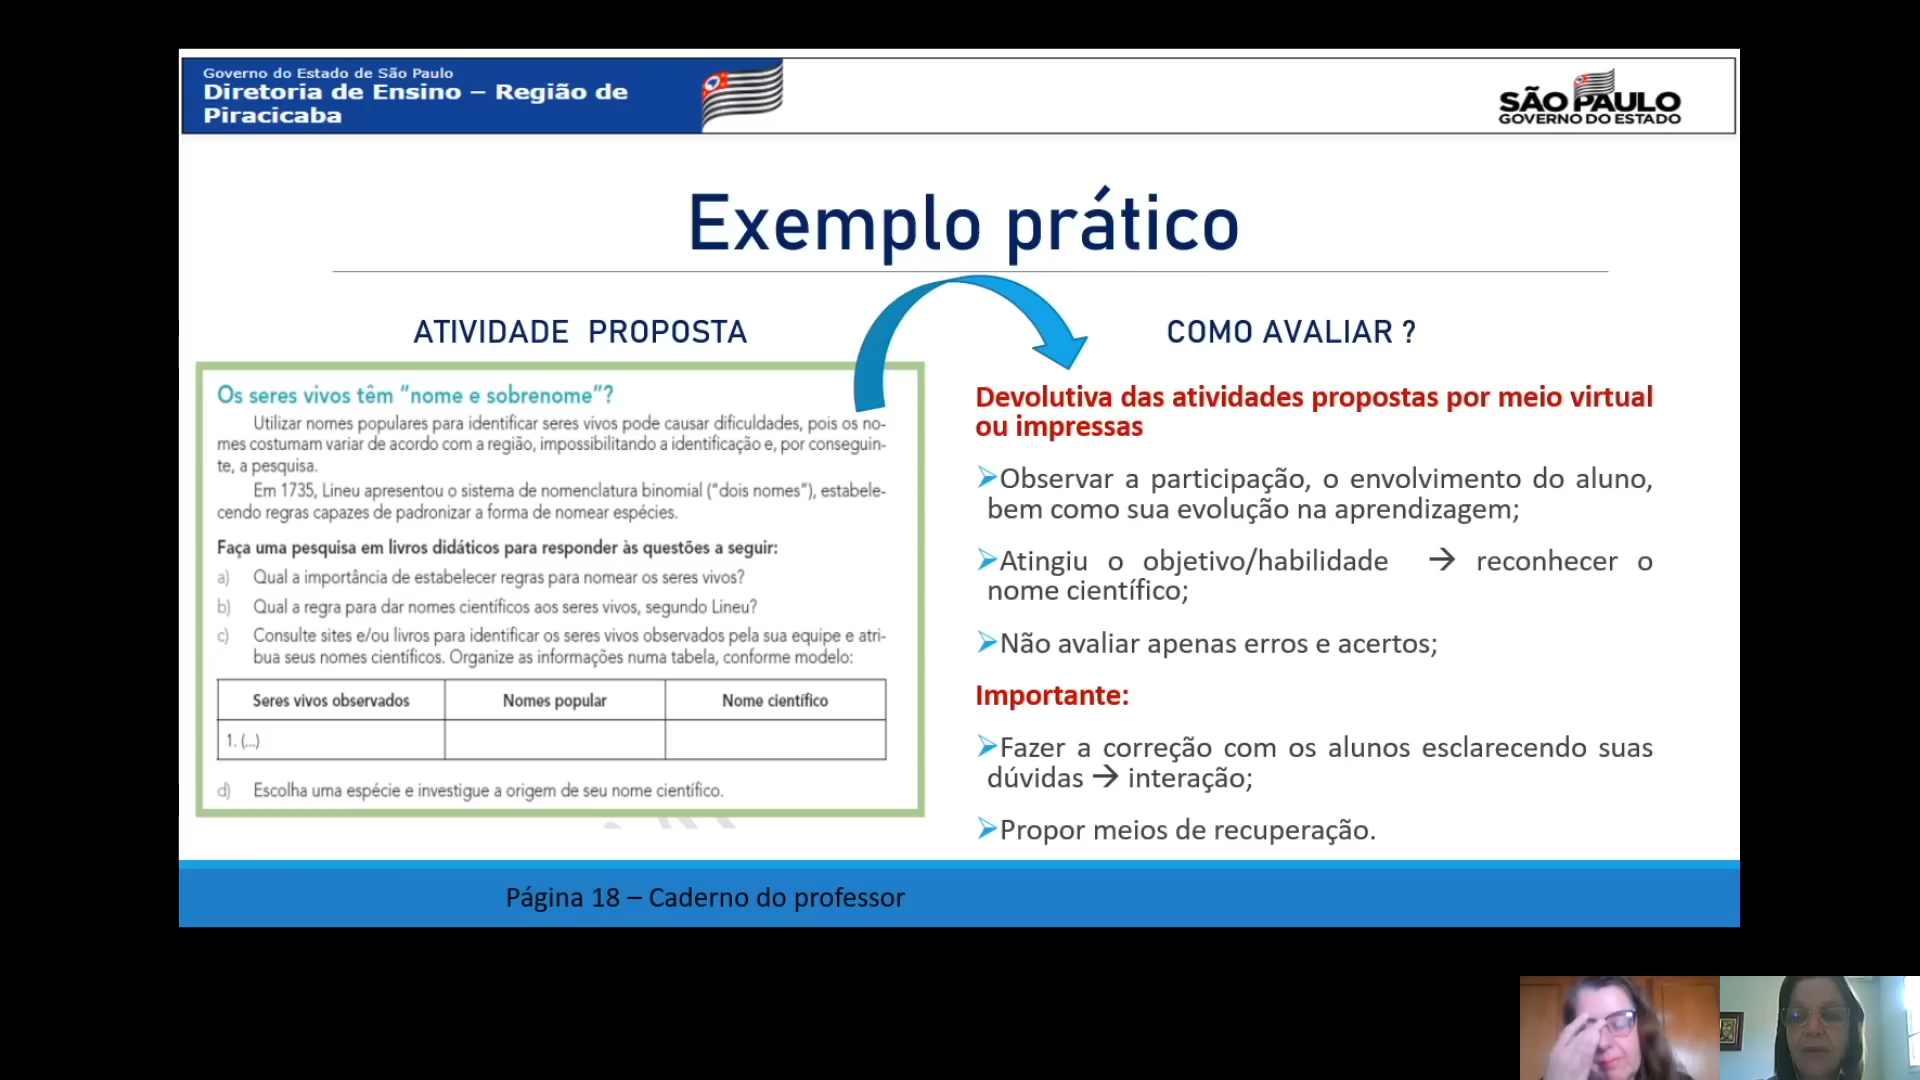 Governo do Estado de São Paulo
Diretoria de Ensino – Região de
Piracicaba
SÃO PAULO
GOVERNO DO ESTADO
Exemplo prático
ATIVIDADE PROPOSTA
Os seres vivos têm “nome e sobrenome”?
Utilizar nomes populares para identificar seres vivos pode causar dificuldades, pois os no-
mes costumam variar de acordo com a região, impossibilitando a identificação e, por conseguin-
te, a pesquisa.
Em 1735, Lineu apresentou o sistema de nomenclatura binomial (“dois nomes”), estabele-
cendo regras capazes de padronizar a forma de nomear espécies.
Faça uma pesquisa em livros didáticos para responder às questões a seguir:
a) Qual a importância de estabelecer regras para nomear os seres vivos?
b) Qual a regra para dar nomes científicos aos seres vivos, segundo Lineu?
c) Consulte sites e/ou livros para identificar os seres vivos observados pela sua equipe e atri-
bua seus nomes científicos. Organize as informações numa tabela, conforme modelo:
Seres vivos observados Nomes popular Nome científico
1. (...)
d) Escolha uma espécie e investigue a origem de seu nome científico.
COMO AVALIAR ?
Devolutiva das atividades propostas por meio virtual
ou impressas
➢Observar a participação, o envolvimento do aluno,
bem como sua evolução na aprendizagem;
➢Atingiu o objetivo/habilidade → reconhecer o
nome científico;
➢Não avaliar apenas erros e acertos;
Importante:
➢Fazer a correção com os alunos esclarecendo suas
dúvidas → interação;
➢Propor meios de recuperação.
Página 18 – Caderno do professor